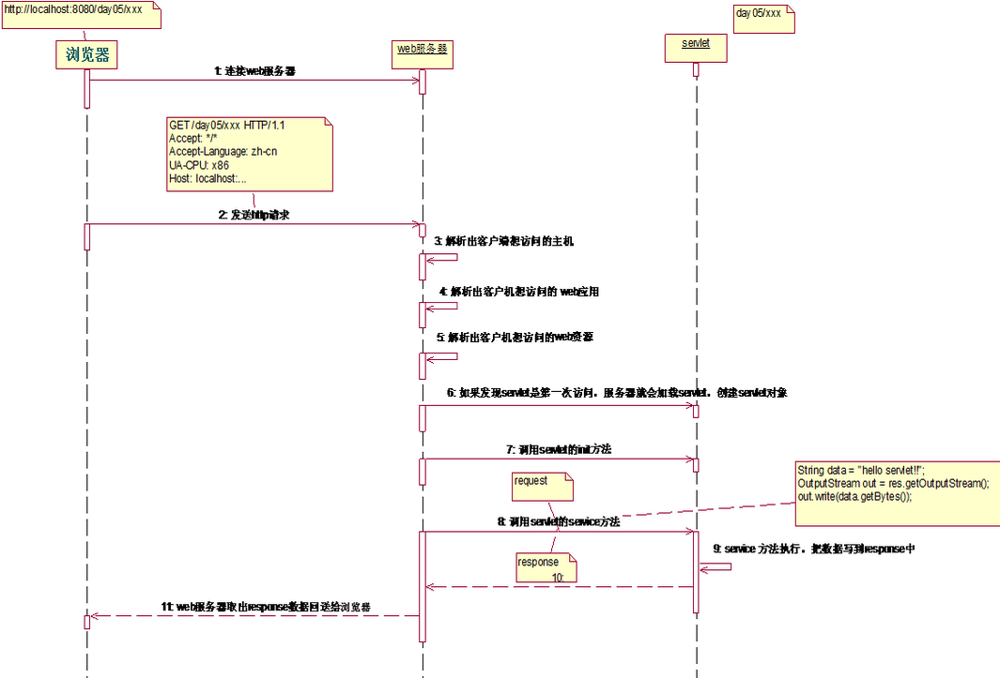 http://localhost:8080/day05/xxx
day05/xxx
浏览器
web服务器
servlet
1: 连接web服务器
GET /day05/xxx HTTP/1.1
Accept: */*
Accept-Language: zh-cn
UA-CPU: x86
Host: localhost:...
2: 发送http请求
3: 解析出客户端想访问的主机
4: 解析出客户机想访问的 web应用
5: 解析出客户机想访问的web资源
6: 如果发现servlet是第一次访问，服务器就会加载servlet，创建servlet对象
7: 调用servlet的init方法
String data = "hello servlet!!";
OutputStream out = res.getOutputStream();
out.write(data.getBytes());
request
8: 调用servlet的service方法
9: service 方法执行，把数据写到response中
response
10:
11: web服务器取出response数据回送给浏览器